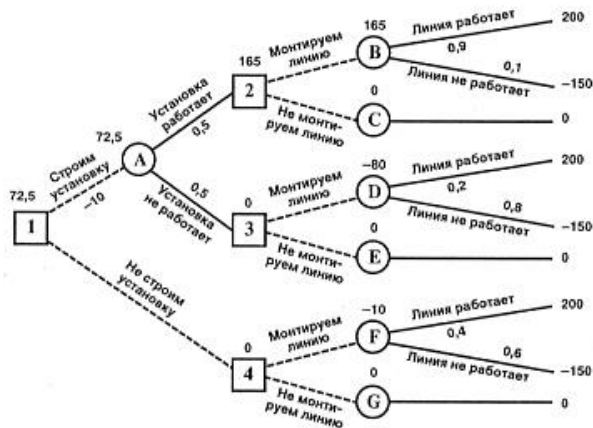 165
Монтируем
линию
165
B
Линия работает
0,9
200
0,1
Линия не работает
-150
2
Не монти-
руем линию
0
C
0
Установка
работает
0,5
72,5
A
Строим
установку
-10
72,5
1
0,5
Установка
не работает
0
3
Монтируем
линию
-80
D
Линия работает
0,2
200
0,8
Линия не работает
-150
Не монти-
руем линию
0
E
0
Не строим
установку
0
4
Монтируем
линию
-10
F
Линия работает
0,4
200
0,6
Линия не работает
-150
Не монти-
руем линию
0
G
0